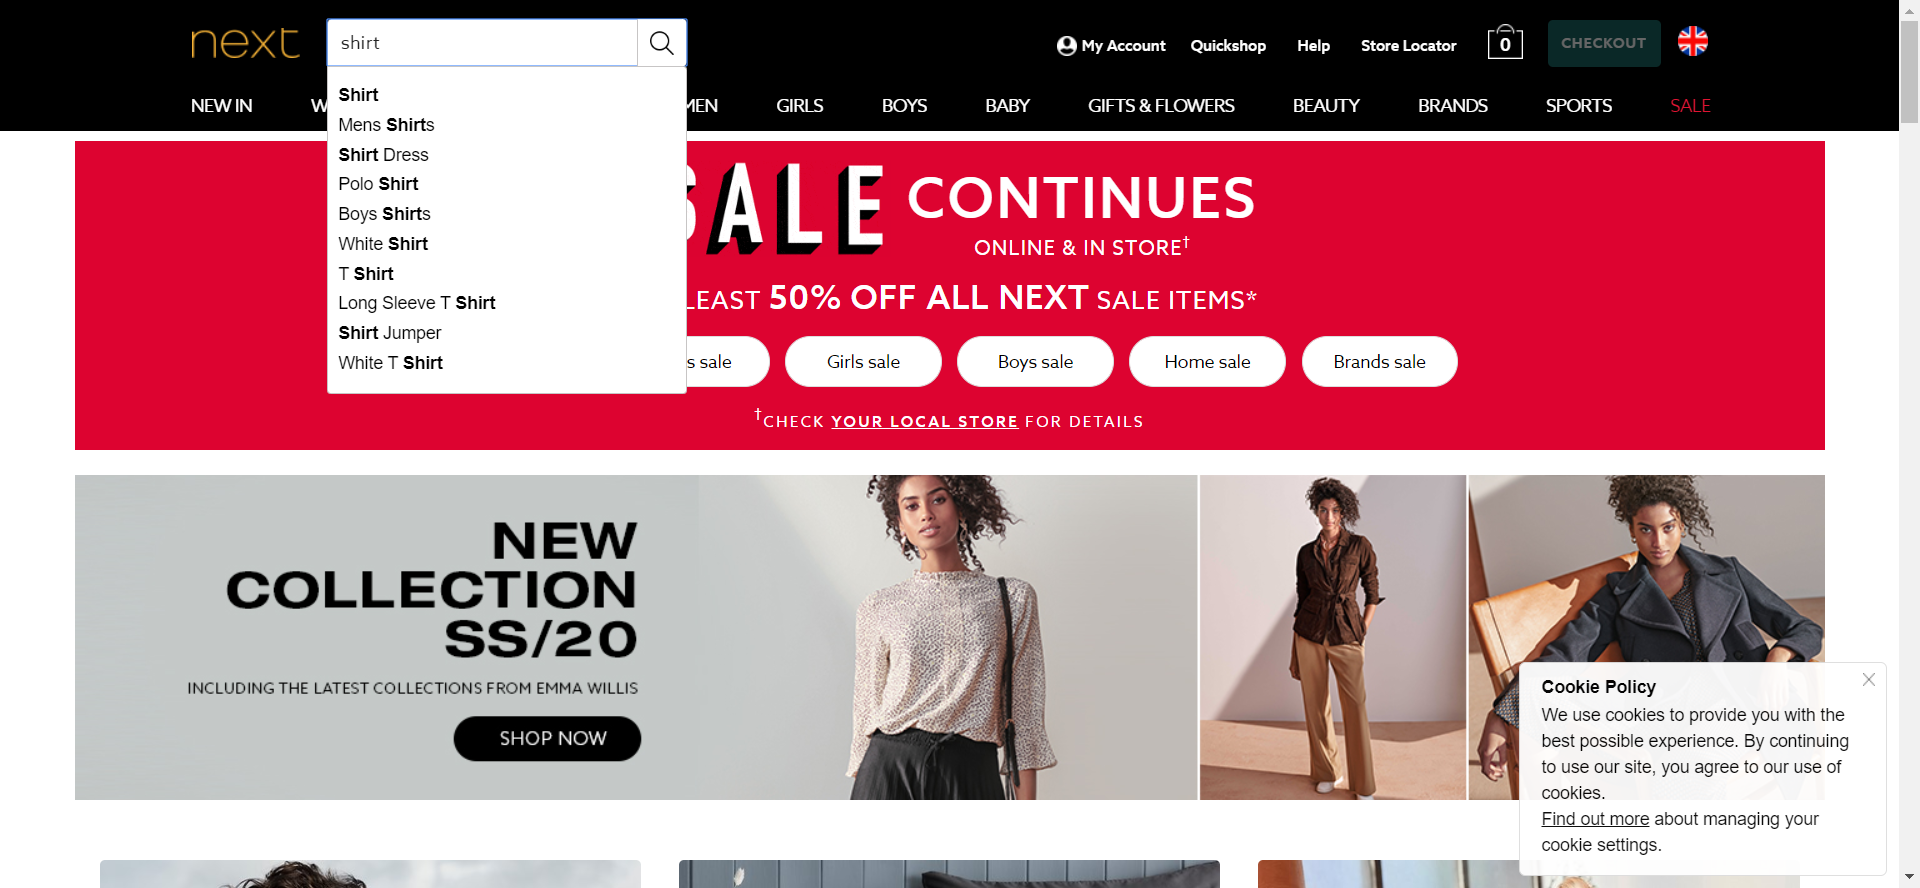 next
shirt
My Account
Quickshop
Help
Store Locator
0
CHECKOUT
NEW IN
W
MEN
GIRLS
BOYS
BABY
GIFTS & FLOWERS
BEAUTY
BRANDS
SPORTS
SALE
Shirt
Mens Shirts
Shirt Dress
Polo Shirt
Boys Shirts
White Shirt
T Shirt
Long Sleeve T Shirt
Shirt Jumper
White T Shirt
SALE CONTINUES
ONLINE & IN STORE†
LEAST 50% OFF ALL NEXT SALE ITEMS*
s sale
Girls sale
Boys sale
Home sale
Brands sale
†CHECK YOUR LOCAL STORE FOR DETAILS
NEW
COLLECTION
SS/20
INCLUDING THE LATEST COLLECTIONS FROM EMMA WILLIS
SHOP NOW
Cookie Policy
We use cookies to provide you with the
best possible experience. By continuing
to use our site, you agree to our use of
cookies.
Find out more about managing your
cookie settings.